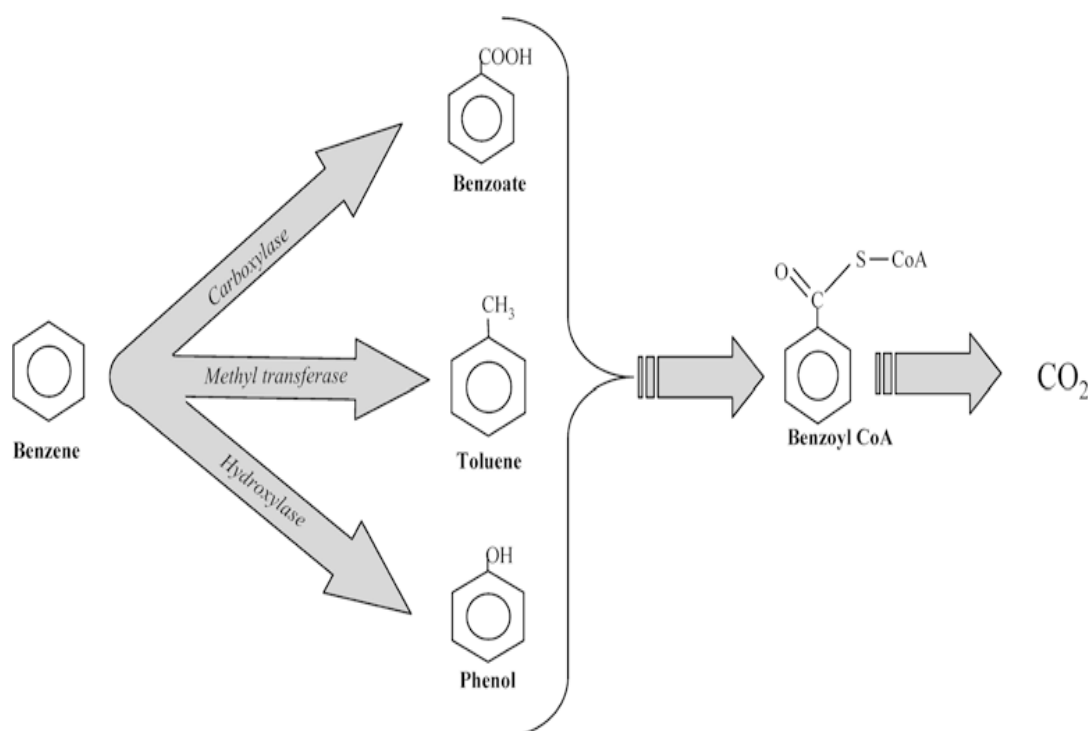 COOH
Benzoate
Carboxylase
Benzene
CH₃
Methyl transferase
Toluene
Hydroxylase
OH
Phenol
O
C
S—CoA
Benzoyl CoA
CO₂